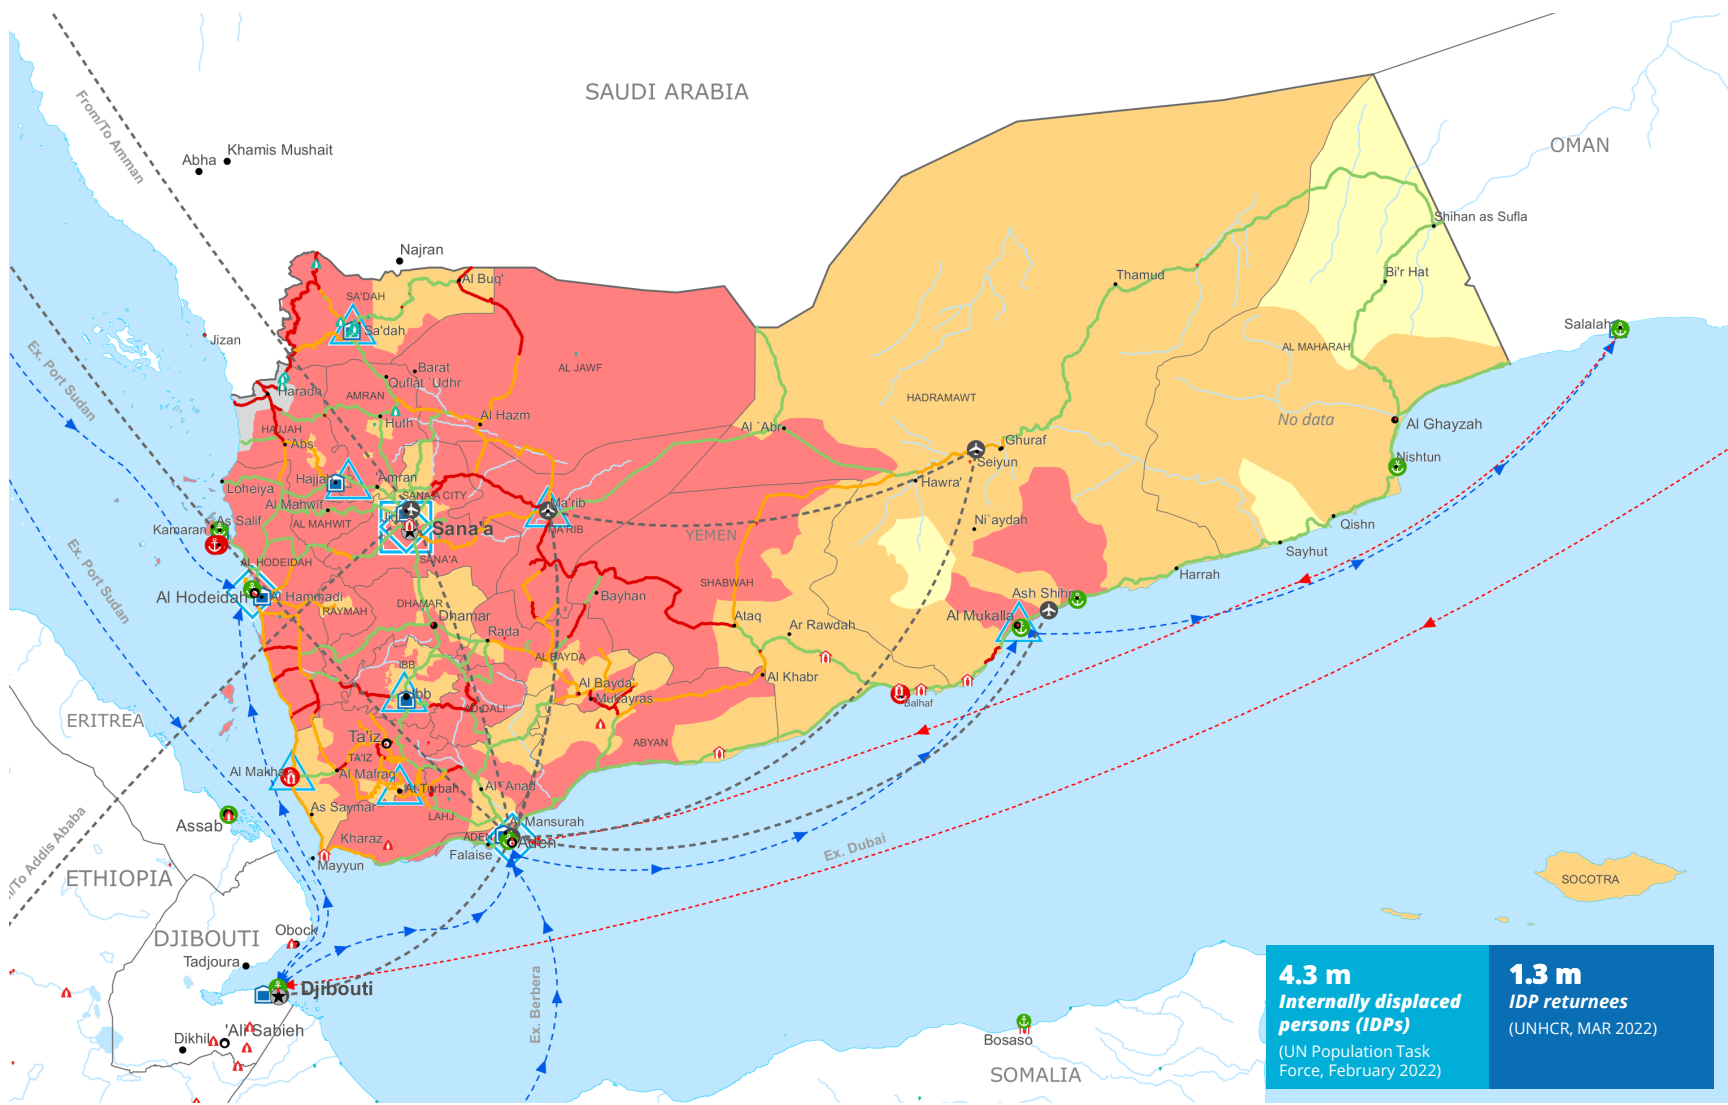 SAUDI ARABIA
OMAN
From/To Amman
Khamis Mushait
Abha
Najran
Shihan as Sufla
Al Buq'
Thamud
Bi'r Hat
SA'DAH
Sa'dah
Salalah
Jizan
Ex. Port Sudan
AL MAHARAH
Barat
AL JAWF
Quflat `Udhr
Haradh
AMRAN
HADRAMAWT
Al Hazm
No data
Al Ghayzah
HAJJAH
Huth
Al `Abr
Abs
Ghuraf
Nishtun
Seiyun
Hajjah
Amran
Hawra'
Loheiya
SANA'A CITY
Al Mahwit
Ma'rib
As Salif
AL MAHWIT
Kamaran
Sana'a
MA'RIB
Ni`aydah
Qishn
YEMEN
Sayhut
Ex. Port Sudan
AL HODEIDAH
SANA'A
Harrah
SHABWAH
Al Hodeidah
Al Hammadi
Bayhan
Ash Shihr
RAYMAH
DHAMAR
Dhamar
Ataq
Al Mukalla
Rada
Ar Rawdah
AL BAYDA
IBB
Al Khabr
Al Bayda'
Ibb
Mukayras
AD DALI'
Balhaf
ERITREA
Ta'iz
ABYAN
TA'IZ
Al Makha
Al Mafraq
At Turbah
Al `Anad
As Saymar
LAHJ
Assab
Al Mansurah
Kharaz
ADEN
Aden
Falaise
Ex. Dubai
Mayyun
m/To Addis Ababa
ETHIOPIA
SOCOTRA
Obock
DJIBOUTI
Tadjoura
Djibouti
Ex. Berbera
'Ali Sabieh
Dikhil
Bosaso
SOMALIA
4.3 m
Internally displaced
persons (IDPs)
(UN Population Task
Force, February 2022)
1.3 m
IDP returnees
(UNHCR, MAR 2022)